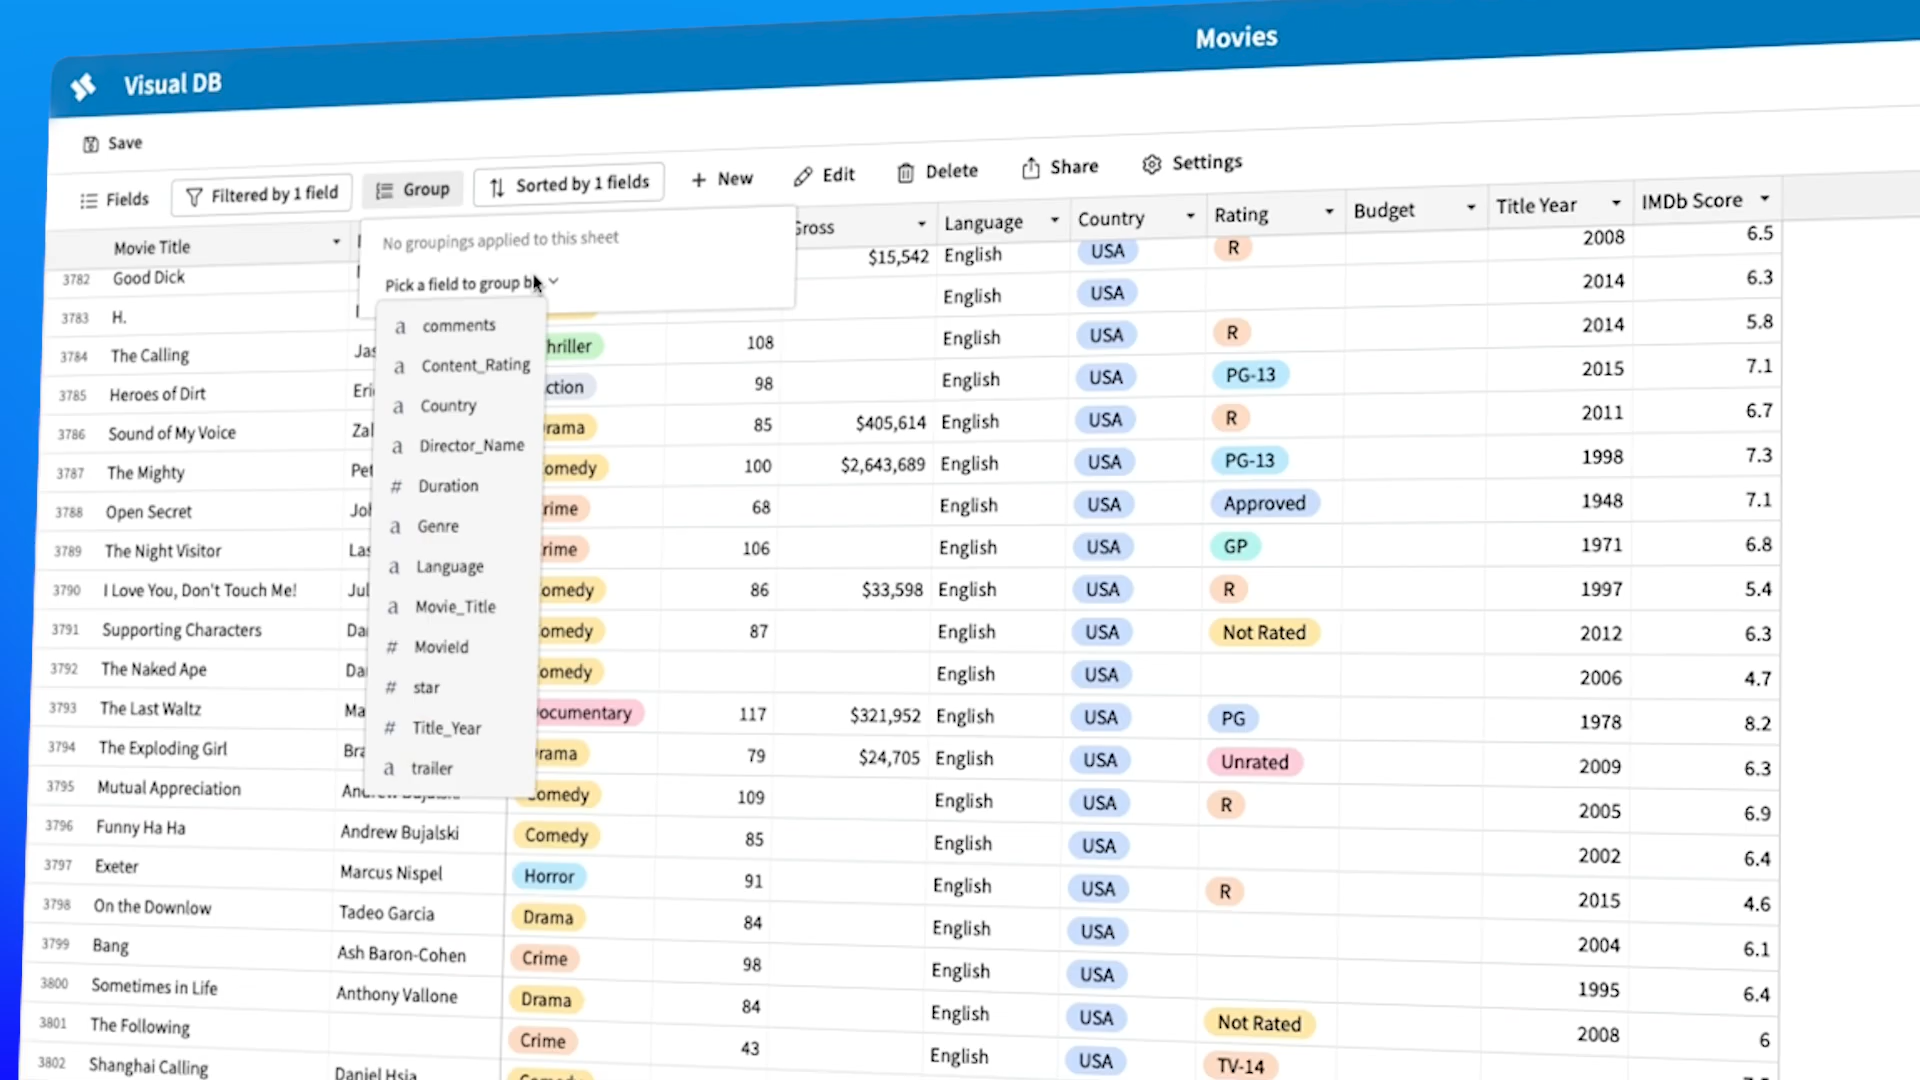 Movies
Visual DB
Save
Fields Filtered by 1 field Group Sorted by 1 fields New Edit Delete Share Settings
Movie Title Language Country Rating Budget Title Year IMDb Score
No groupings applied to this sheet
Pick a field to group
comments
Content_Rating
Country
Director_Name
Duration
Genre
Language
Movie_Title
MovieId
star
Title_Year
trailer
3782 Good Dick $15,542 English USA R 2008 6.5
3783 H. English USA 2014 6.3
3784 The Calling 108 English USA R 2014 5.8
3785 Heroes of Dirt 98 English USA PG-13 2015 7.1
3786 Sound of My Voice 85 $405,614 English USA R 2011 6.7
3787 The Mighty 100 $2,643,689 English USA PG-13 1998 7.3
3788 Open Secret 68 English USA Approved 1948 7.1
3789 The Night Visitor 106 English USA GP 1971 6.8
3790 I Love You, Don't Touch Me! 86 $33,598 English USA R 1997 5.4
3791 Supporting Characters 87 English USA Not Rated 2012 6.3
3792 The Naked Ape English USA 2006 4.7
3793 The Last Waltz 117 $321,952 English USA PG 1978 8.2
3794 The Exploding Girl 79 $24,705 English USA Unrated 2009 6.3
3795 Mutual Appreciation Comedy 109 English USA R 2005 6.9
3796 Funny Ha Ha Andrew Bujalski Comedy 85 English USA 2002 6.4
3797 Exeter Marcus Nispel Horror 91 English USA R 2015 4.6
3798 On the Downlow Tadeo Garcia Drama 84 English USA 2004 6.1
3799 Bang Ash Baron-Cohen Crime 98 English USA 1995 6.4
3800 Sometimes in Life Anthony Vallone Drama 84 English USA Not Rated 2008 6
3801 The Following Crime 43 English USA TV-14
3802 Shanghai Calling Daniel Hsia